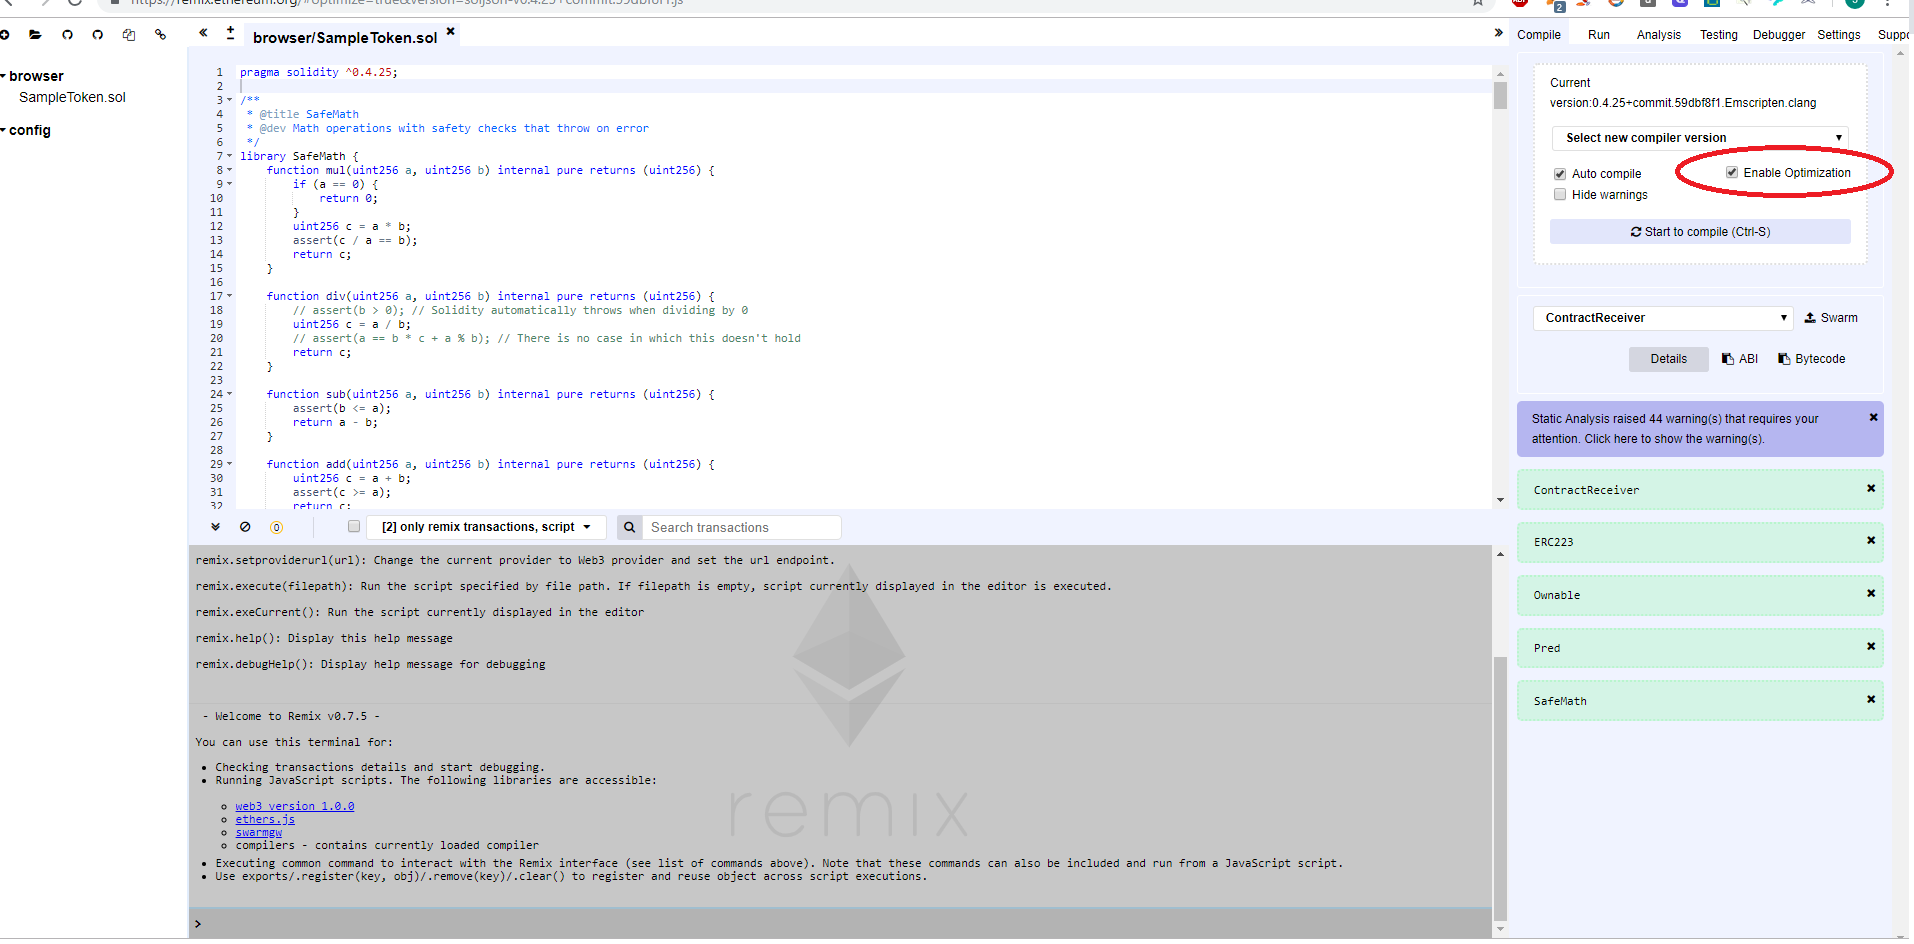 https://remix.ethereum.org/#optimize=true&version=soljson-v0.4.25+commit.59dbf8f1.js
2
browser/SampleToken.sol
Compile Run Analysis Testing Debugger Settings Suppo
browser
SampleToken.sol
config
1 pragma solidity ^0.4.25;
2
3 /**
4  * @title SafeMath
5  * @dev Math operations with safety checks that throw on error
6  */
7 library SafeMath {
8     function mul(uint256 a, uint256 b) internal pure returns (uint256) {
9         if (a == 0) {
10             return 0;
11         }
12         uint256 c = a * b;
13         assert(c / a == b);
14         return c;
15     }
16
17     function div(uint256 a, uint256 b) internal pure returns (uint256) {
18         // assert(b > 0); // Solidity automatically throws when dividing by 0
19         uint256 c = a / b;
20         // assert(a == b * c + a % b); // There is no case in which this doesn't hold
21         return c;
22     }
23
24     function sub(uint256 a, uint256 b) internal pure returns (uint256) {
25         assert(b <= a);
26         return a - b;
27     }
28
29     function add(uint256 a, uint256 b) internal pure returns (uint256) {
30         uint256 c = a + b;
31         assert(c >= a);
32         return c;
0
[2] only remix transactions, script
Search transactions
remix.setproviderurl(url): Change the current provider to Web3 provider and set the url endpoint.
remix.execute(filepath): Run the script specified by file path. If filepath is empty, script currently displayed in the editor is executed.
remix.exeCurrent(): Run the script currently displayed in the editor
remix.help(): Display this help message
remix.debugHelp(): Display help message for debugging
- Welcome to Remix v0.7.5 -
You can use this terminal for:
• Checking transactions details and start debugging.
• Running JavaScript scripts. The following libraries are accessible:
web3 version 1.0.0
ethers.js
swarmgw
compilers - contains currently loaded compiler
• Executing common command to interact with the Remix interface (see list of commands above). Note that these commands can also be included and run from a JavaScript script.
• Use exports/.register(key, obj)/.remove(key)/.clear() to register and reuse object across script executions.
remix
>
Current
version:0.4.25+commit.59dbf8f1.Emscripten.clang
Select new compiler version
Auto compile
Enable Optimization
Hide warnings
Start to compile (Ctrl-S)
ContractReceiver
Swarm
Details
ABI
Bytecode
Static Analysis raised 44 warning(s) that requires your
attention. Click here to show the warning(s).
ContractReceiver
ERC223
Ownable
Pred
SafeMath